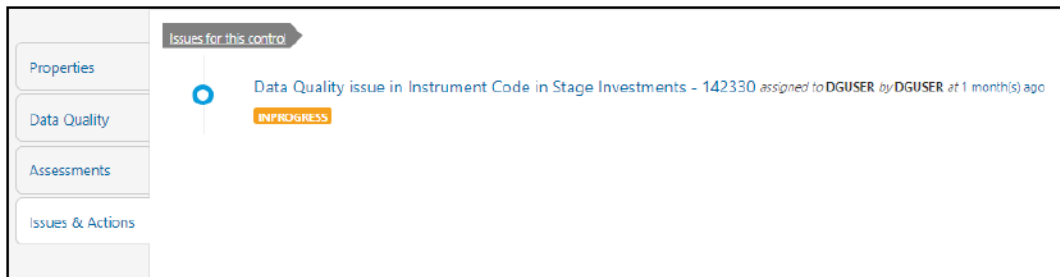 Issues for this control
Properties
Data Quality issue in Instrument Code in Stage Investments - 142330 assigned to DGUSER by DGUSER at 1 month(s) ago
INPROGRESS
Data Quality
Assessments
Issues & Actions